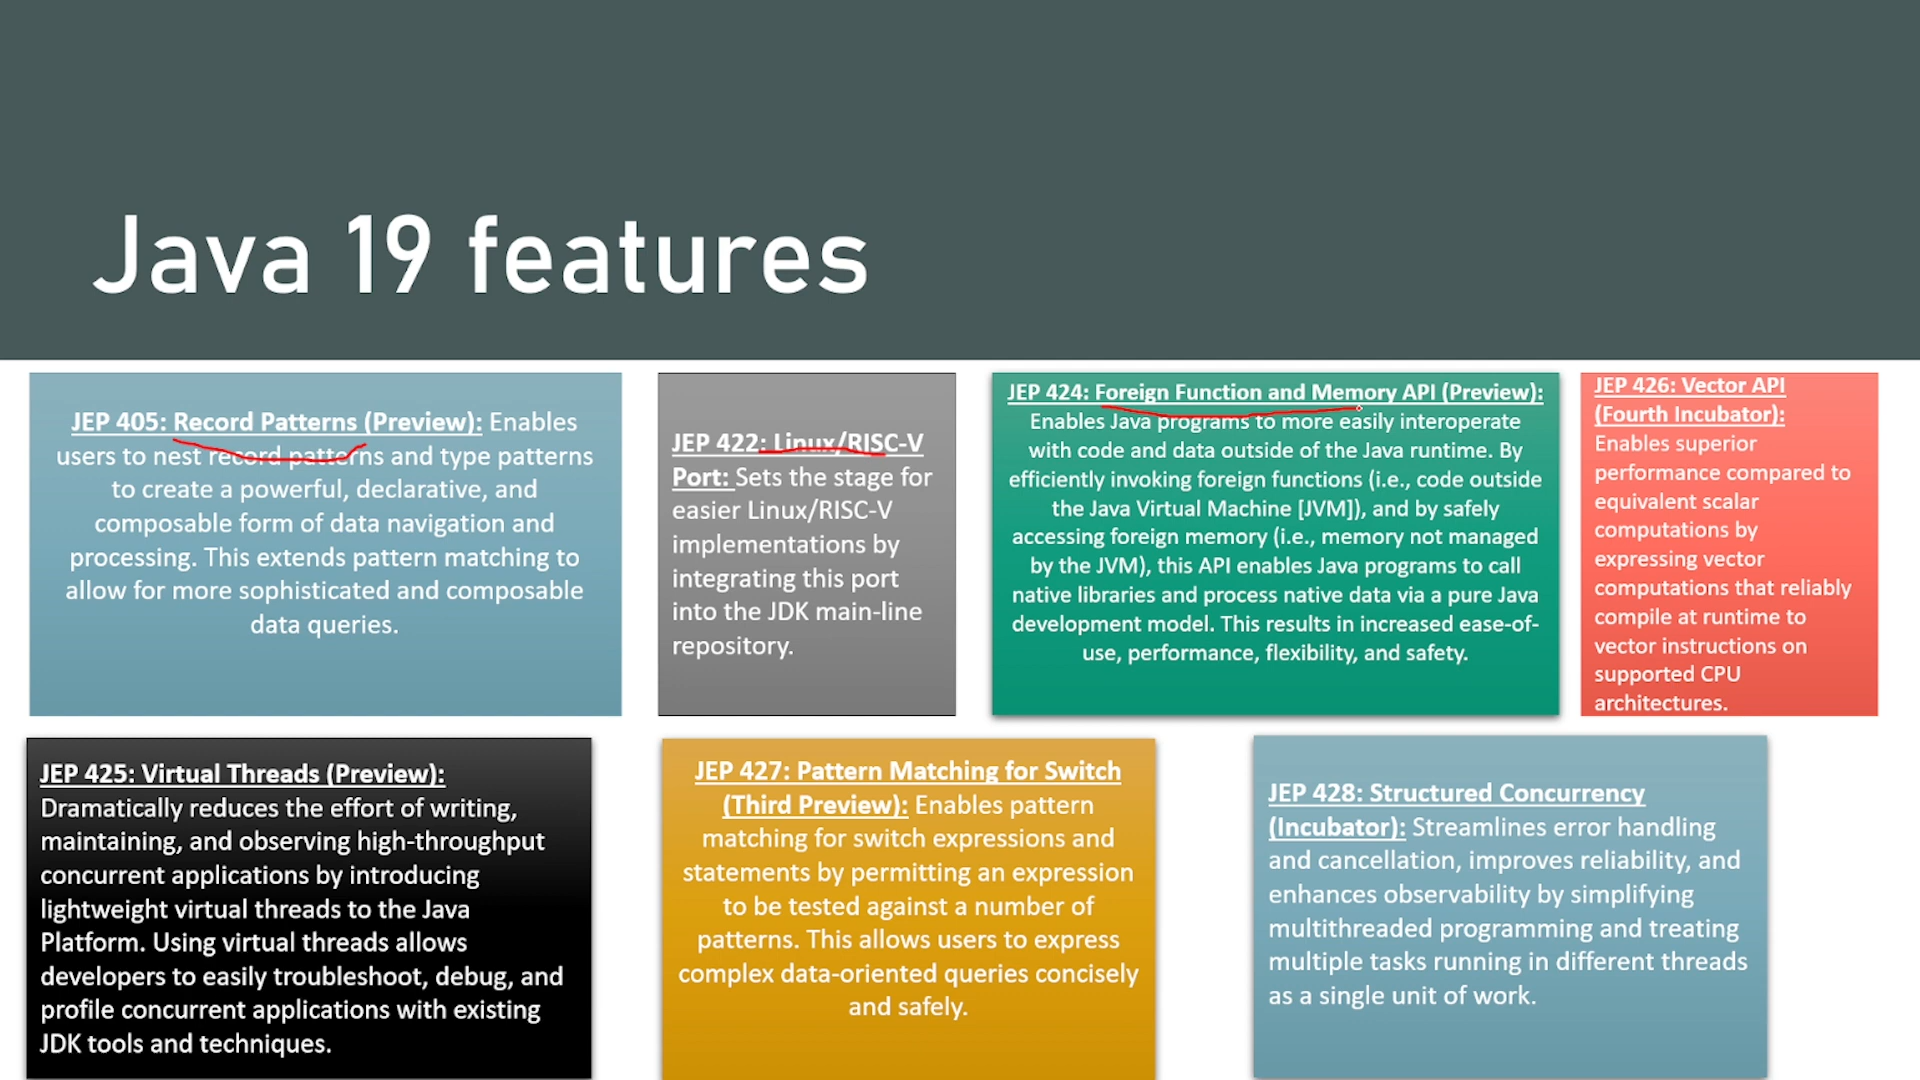 Java 19 features
JEP 405: Record Patterns (Preview): Enables
users to nest record patterns and type patterns
to create a powerful, declarative, and
composable form of data navigation and
processing. This extends pattern matching to
allow for more sophisticated and composable
data queries.
JEP 422: Linux/RISC-V
Port: Sets the stage for
easier Linux/RISC-V
implementations by
integrating this port
into the JDK main-line
repository.
JEP 424: Foreign Function and Memory API (Preview):
Enables Java programs to more easily interoperate
with code and data outside of the Java runtime. By
efficiently invoking foreign functions (i.e., code outside
the Java Virtual Machine [JVM]), and by safely
accessing foreign memory (i.e., memory not managed
by the JVM), this API enables Java programs to call
native libraries and process native data via a pure Java
development model. This results in increased ease-of-
use, performance, flexibility, and safety.
JEP 426: Vector API
(Fourth Incubator):
Enables superior
performance compared to
equivalent scalar
computations by
expressing vector
computations that reliably
compile at runtime to
vector instructions on
supported CPU
architectures.
JEP 425: Virtual Threads (Preview):
Dramatically reduces the effort of writing,
maintaining, and observing high-throughput
concurrent applications by introducing
lightweight virtual threads to the Java
Platform. Using virtual threads allows
developers to easily troubleshoot, debug, and
profile concurrent applications with existing
JDK tools and techniques.
JEP 427: Pattern Matching for Switch
(Third Preview): Enables pattern
matching for switch expressions and
statements by permitting an expression
to be tested against a number of
patterns. This allows users to express
complex data-oriented queries concisely
and safely.
JEP 428: Structured Concurrency
(Incubator): Streamlines error handling
and cancellation, improves reliability, and
enhances observability by simplifying
multithreaded programming and treating
multiple tasks running in different threads
as a single unit of work.